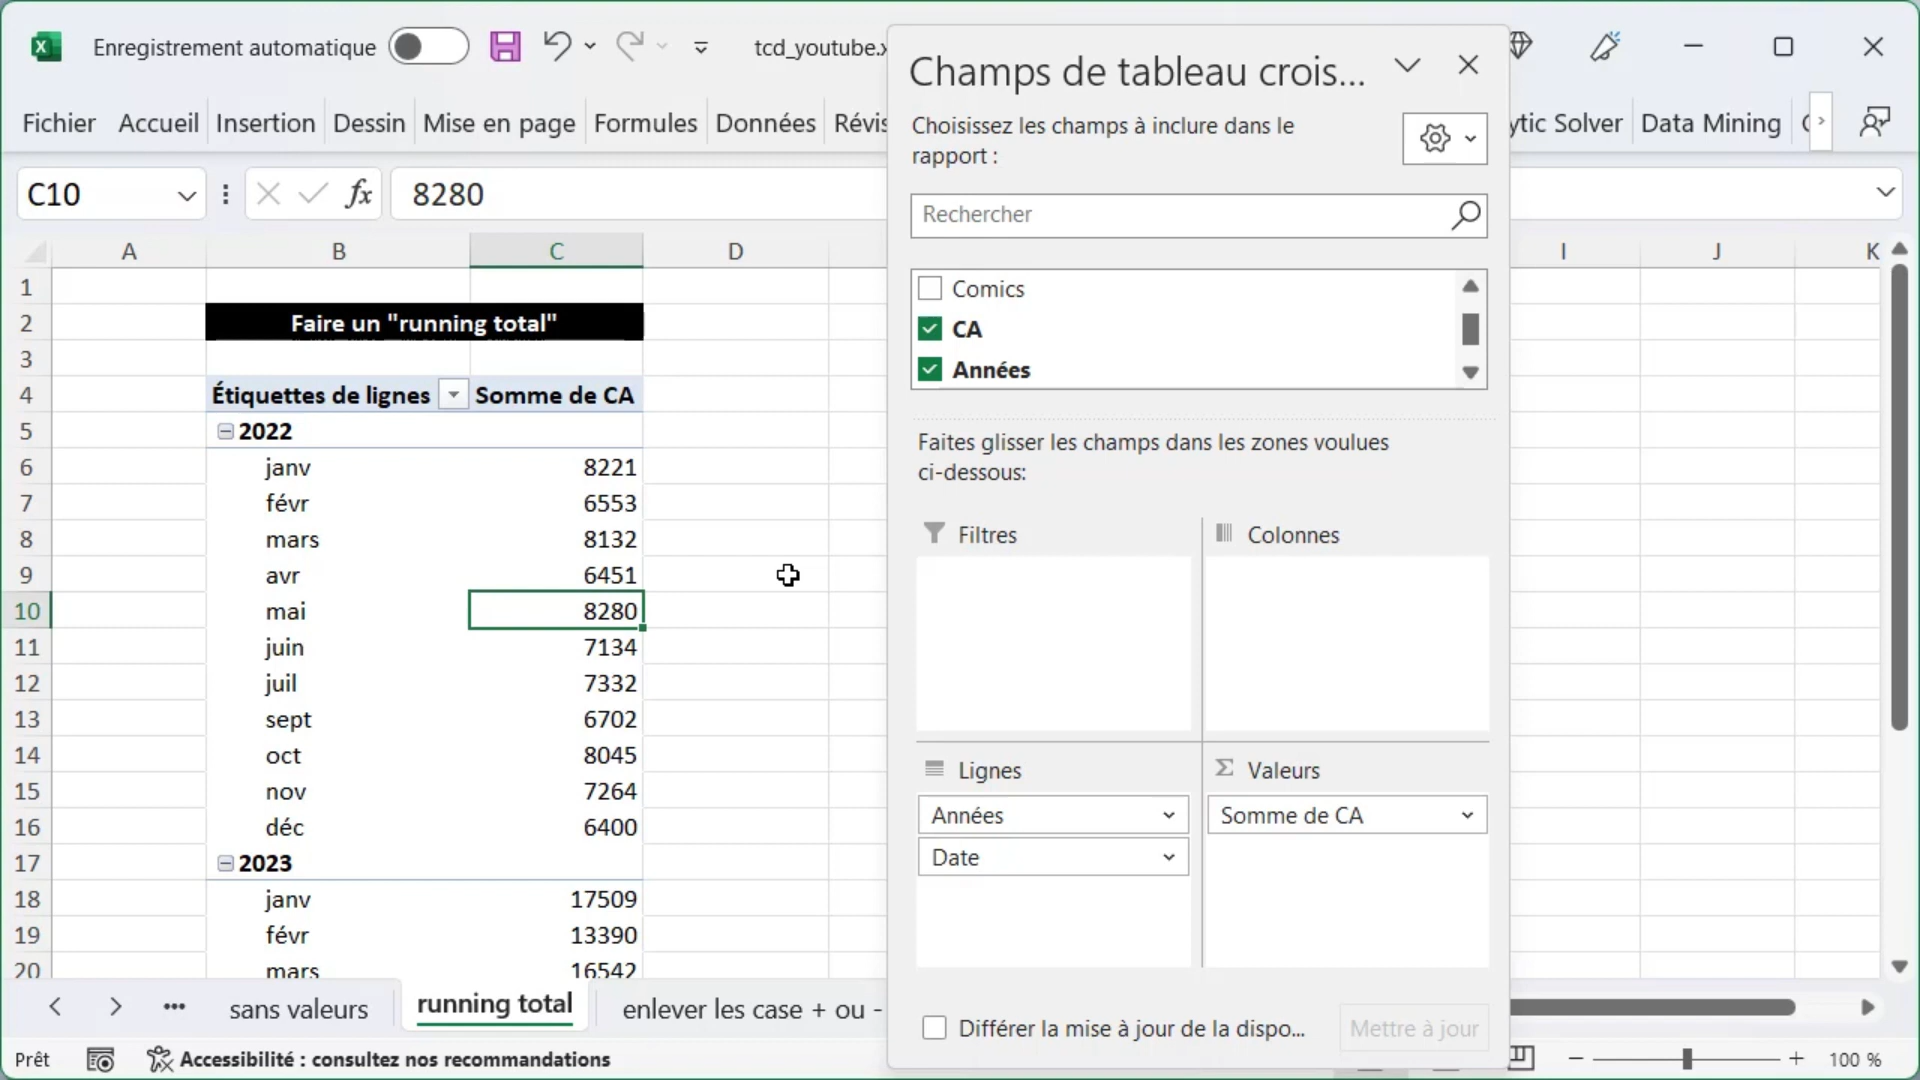 Enregistrement automatique
tcd_youtube.x
Fichier Accueil Insertion Dessin Mise en page Formules Données Révis
ytic Solver Data Mining
C10 fx 8280
A B C D I J K
Champs de tableau crois...
Choisissez les champs à inclure dans le
rapport :
Rechercher
Comics
CA
Années
Faites glisser les champs dans les zones voulues
ci-dessous:
Filtres
Colonnes
Lignes
Années
Date
Σ Valeurs
Somme de CA
Différer la mise à jour de la dispo...
Mettre à jour
1
2 Faire un "running total"
3
4 Étiquettes de lignes Somme de CA
5 2022
6 janv 8221
7 févr 6553
8 mars 8132
9 avr 6451
10 mai 8280
11 juin 7134
12 juil 7332
13 sept 6702
14 oct 8045
15 nov 7264
16 déc 6400
17 2023
18 janv 17509
19 févr 13390
20 mars 16542
sans valeurs running total enlever les case + ou -
Prêt Accessibilité : consultez nos recommandations
100 %